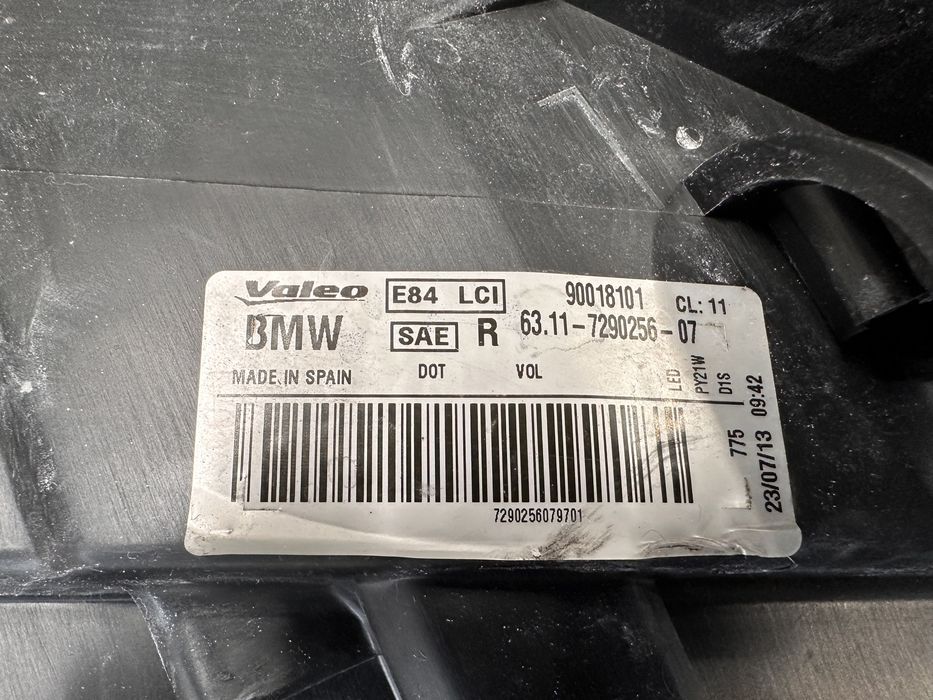 Valeo E84 LCI 90018101 CL: 11
BMW SAE R 63.11-7290256-07
MADE IN SPAIN DOT VOL
LED
PY21W
D1S
775
23/07/13 09:42
7290256079701